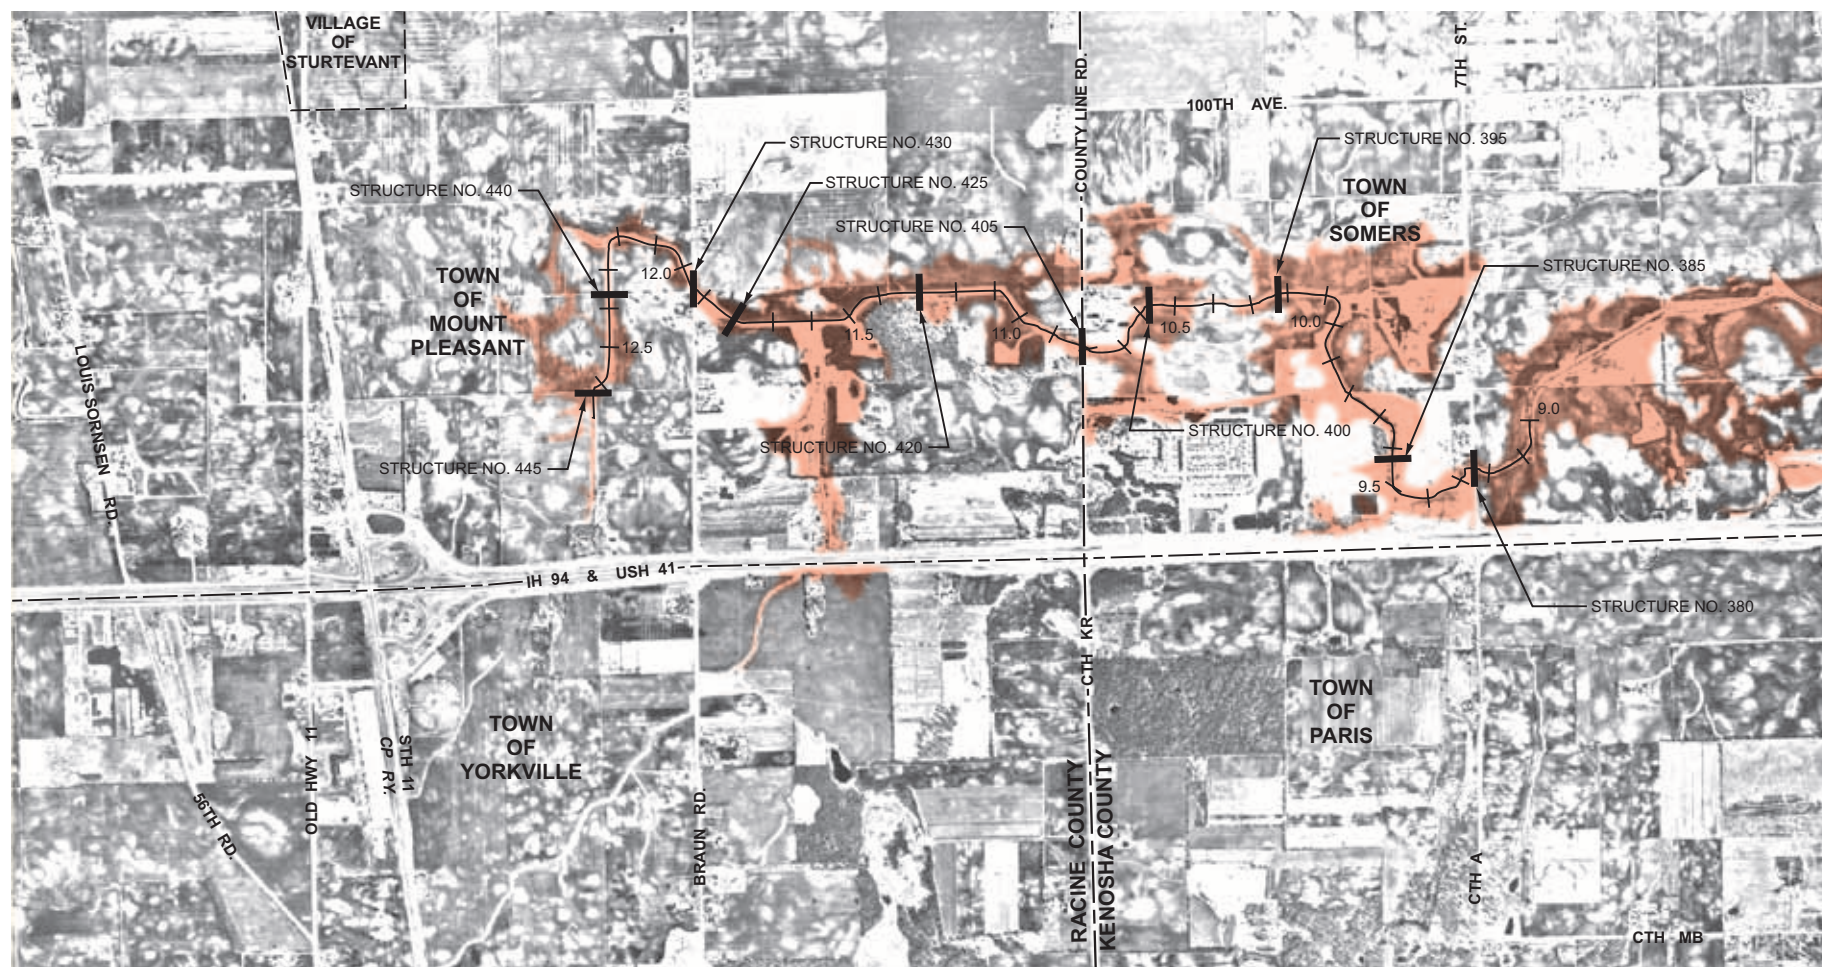 VILLAGE
OF
STURTEVANT
7TH ST.
COUNTY LINE RD.
100TH AVE.
STRUCTURE NO. 430
STRUCTURE NO. 395
STRUCTURE NO. 440
STRUCTURE NO. 425
TOWN
OF
SOMERS
STRUCTURE NO. 405
STRUCTURE NO. 385
TOWN
OF
MOUNT
PLEASANT
12.0
11.5
11.0
10.5
10.0
12.5
9.0
LOUIS SORNSEN RD.
STRUCTURE NO. 420
STRUCTURE NO. 400
STRUCTURE NO. 445
9.5
IH 94 & USH 41
STRUCTURE NO. 380
CTH KR
TOWN
OF
PARIS
TOWN
OF
YORKVILLE
OLD HWY 11
STH 11
CP RY.
56TH RD.
BRAUN RD.
RACINE COUNTY
KENOSHA COUNTY
CTH A
CTH MB